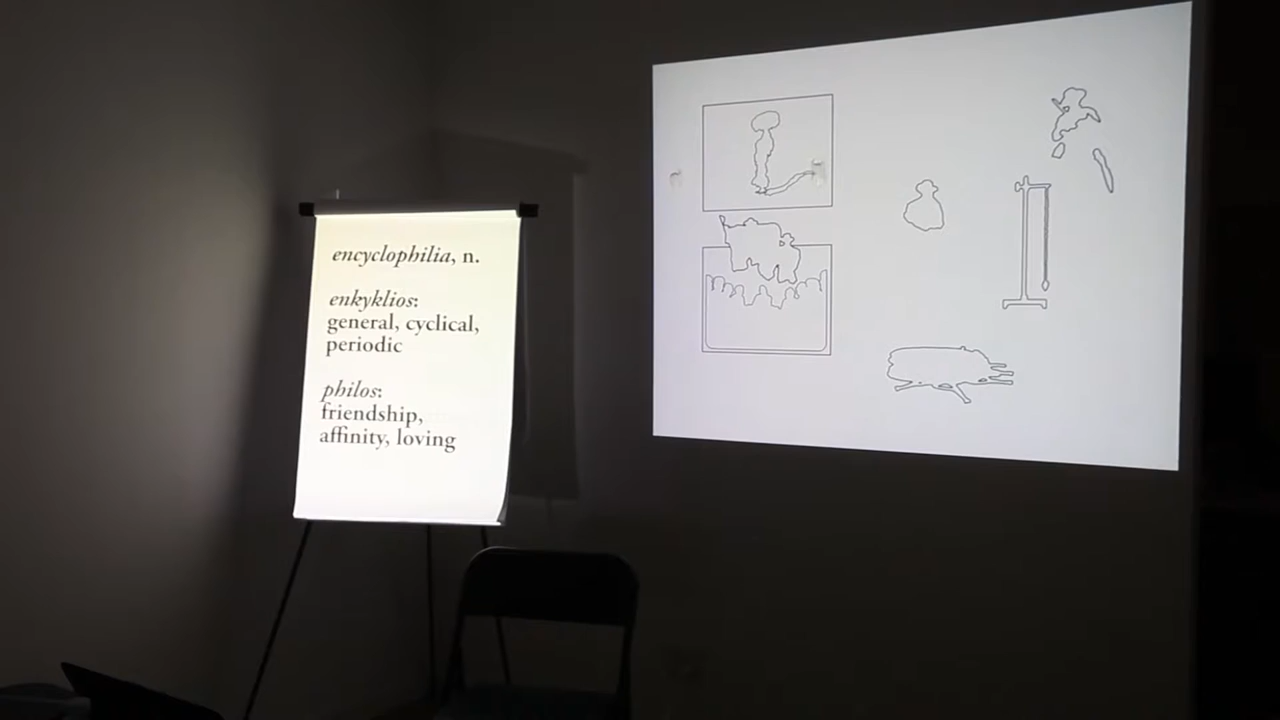 encyclophilia, n.
enkyklios:
general, cyclical,
periodic
philos:
friendship,
affinity, loving